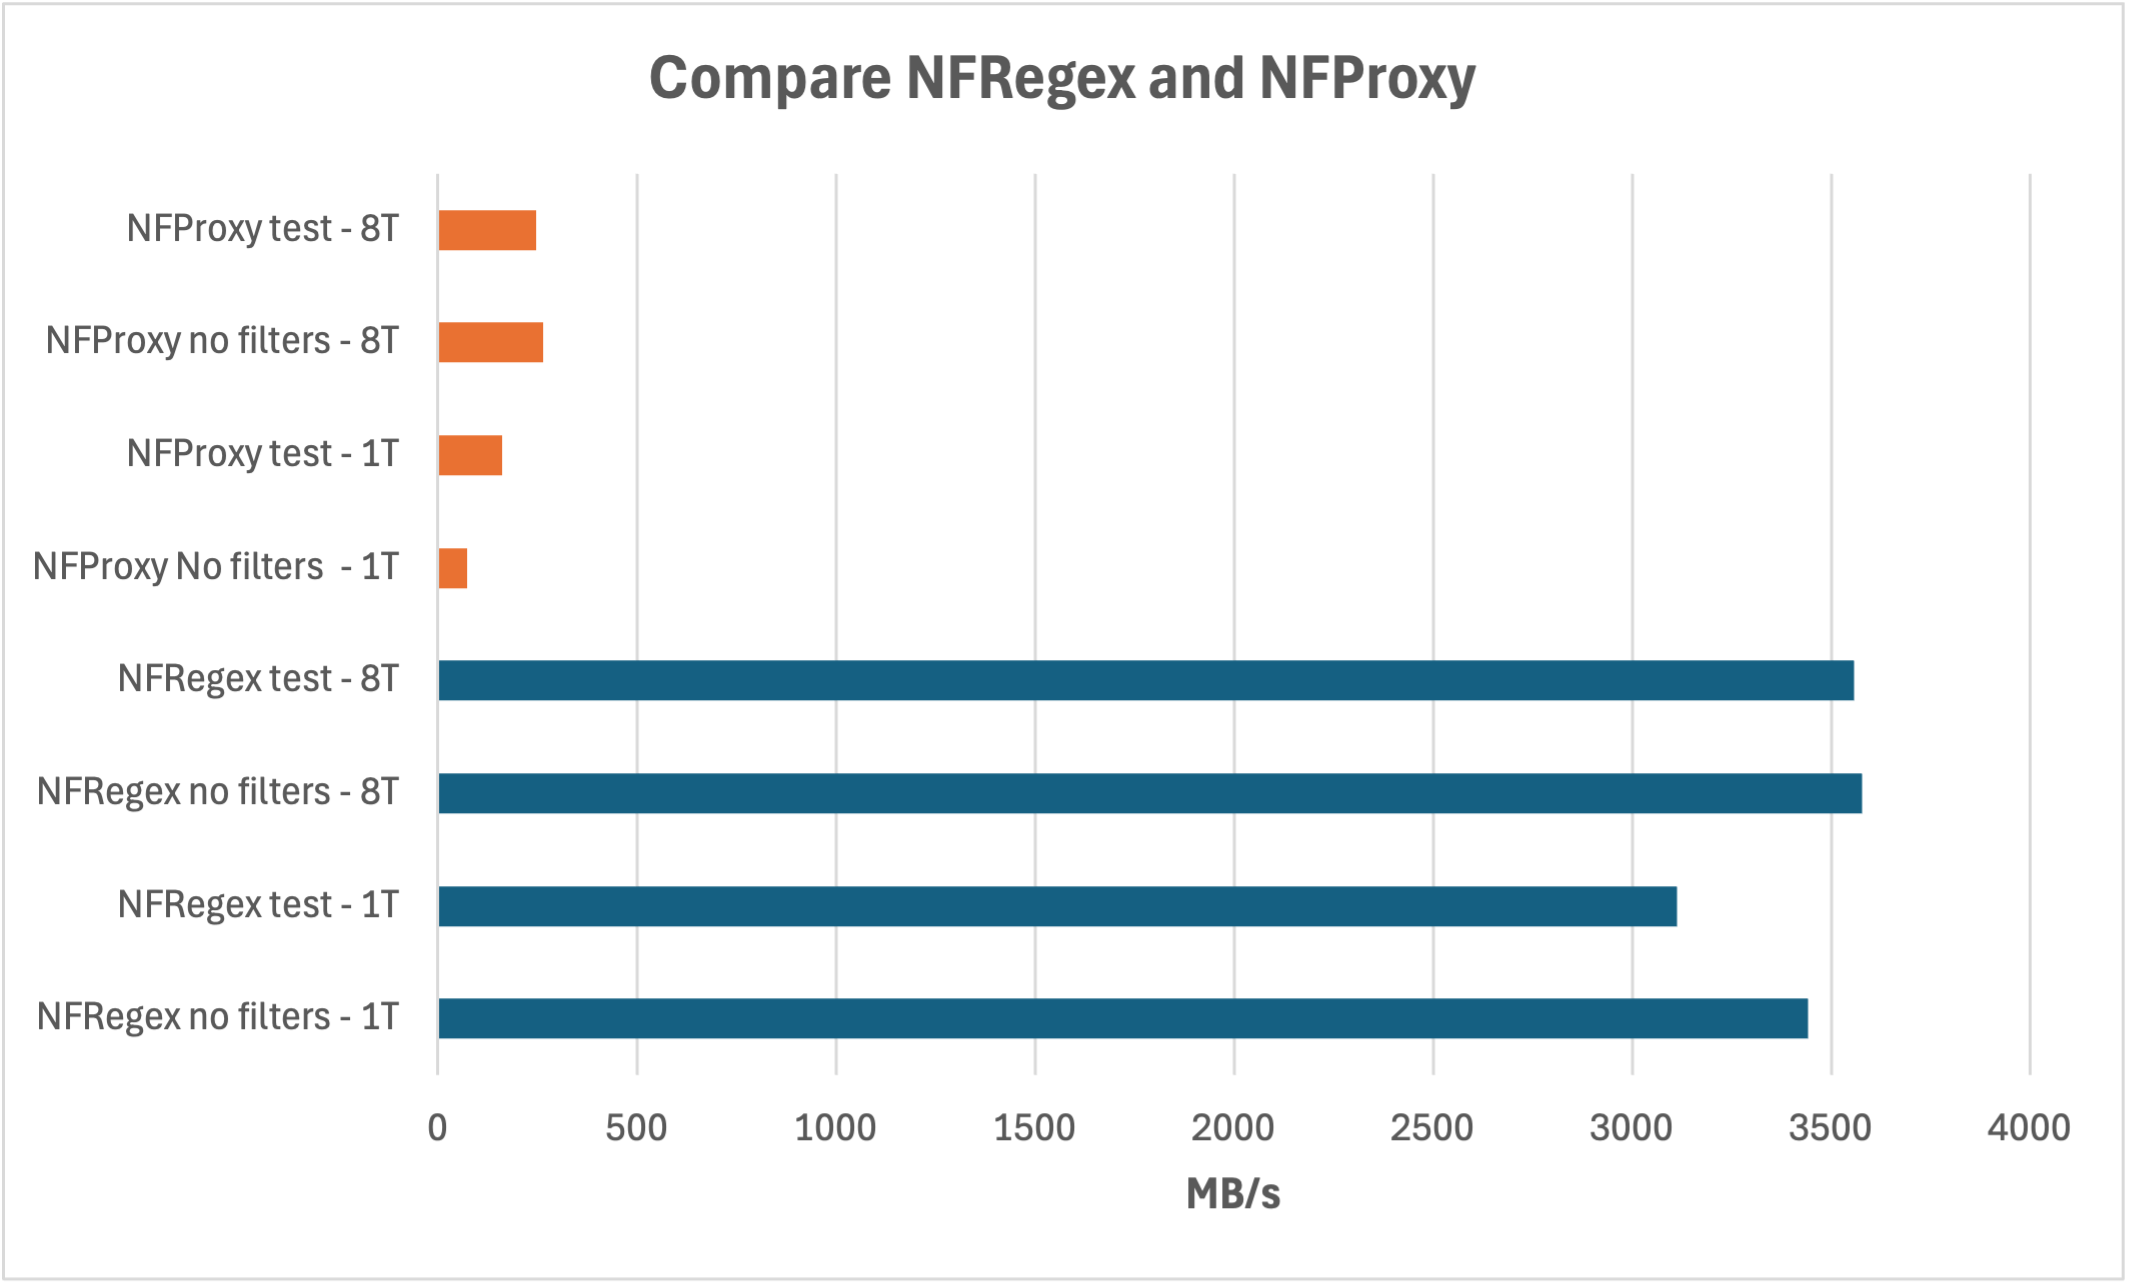 Compare NFRegex and NFProxy
NFProxy test - 8T
NFProxy no filters - 8T
NFProxy test - 1T
NFProxy No filters  - 1T
NFRegex test - 8T
NFRegex no filters - 8T
NFRegex test - 1T
NFRegex no filters - 1T
0 500 1000 1500 2000 2500 3000 3500 4000
MB/s